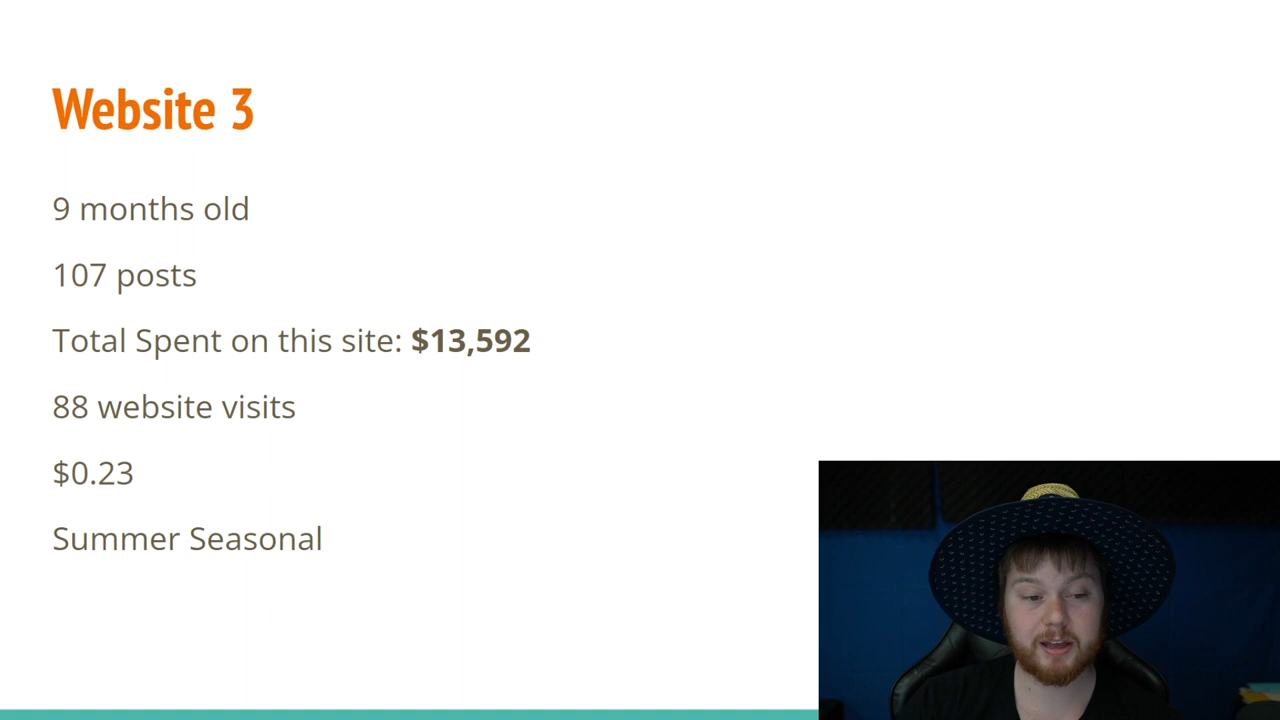 Website 3
9 months old
107 posts
Total Spent on this site: $13,592
88 website visits
$0.23
Summer Seasonal